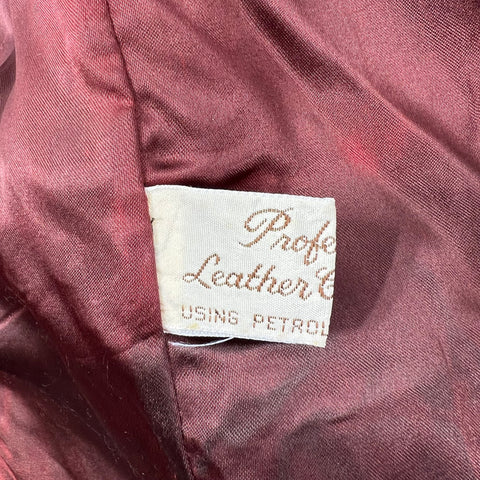 Profe
Leather C
USING PETROL